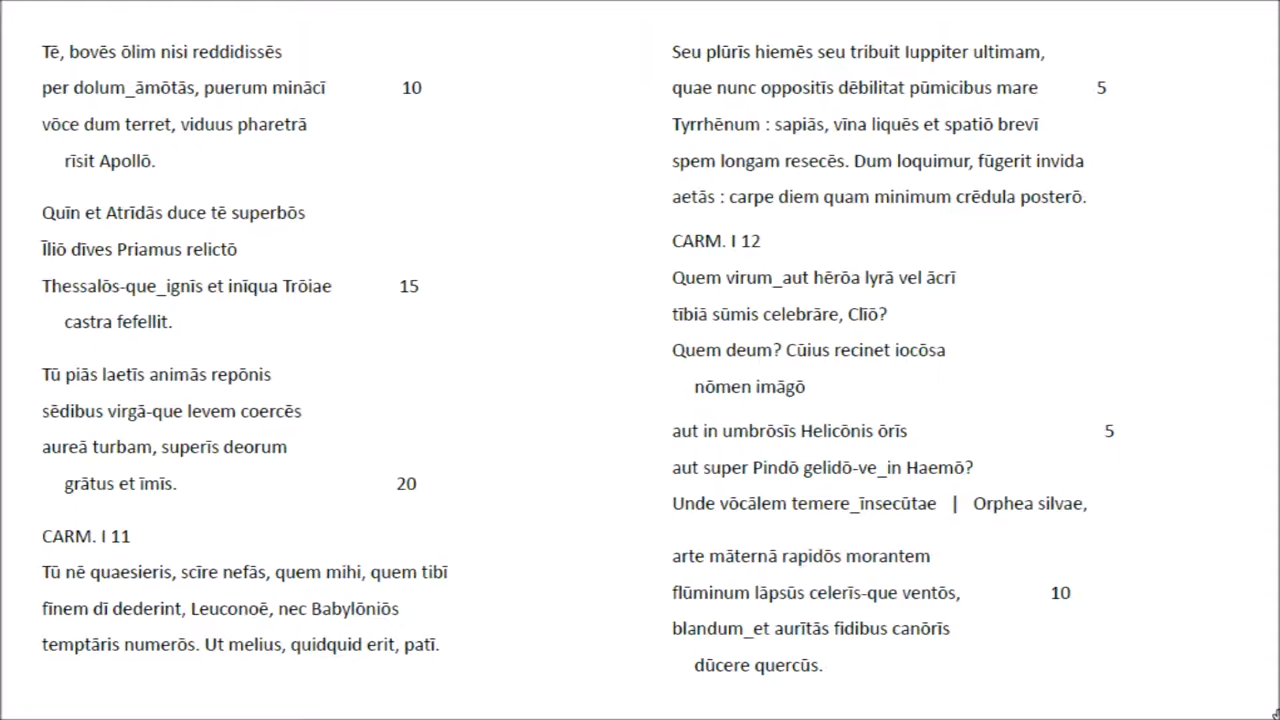 Tē, bovēs ōlim nisi reddidissēs
per dolum_āmōtās, puerum minācī 10
vōce dum terret, viduus pharetrā
rīsit Apollō.
Quīn et Atrīdās duce tē superbōs
Īliō dīves Priamus relictō
Thessalōs-que_ignīs et inīqua Trōiae 15
castra fefellit.
Tū piās laetīs animās repōnis
sēdibus virgā-que levem coercēs
aureā turbam, superīs deorum
grātus et īmīs. 20
CARM. I 11
Tū nē quaesieris, scīre nefās, quem mihi, quem tibī
fīnem dī dederint, Leuconoē, nec Babylōniōs
temptāris numerōs. Ut melius, quidquid erit, patī.
Seu plūrīs hiemēs seu tribuit Iuppiter ultimam,
quae nunc oppositīs dēbilitat pūmicibus mare 5
Tyrrhēnum : sapiās, vīna liquēs et spatiō brevī
spem longam resecēs. Dum loquimur, fūgerit invida
aetās : carpe diem quam minimum crēdula posterō.
CARM. I 12
Quem virum_aut hērōa lyrā vel ācrī
tībiā sūmis celebrāre, Clīō?
Quem deum? Cūius recinet iocōsa
nōmen imāgō
aut in umbrōsīs Helicōnis ōrīs 5
aut super Pindō gelidō-ve_in Haemō?
Unde vōcālem temere_īnsecūtae | Orphea silvae,
arte māternā rapidōs morantem
flūminum lāpsūs celerīs-que ventōs, 10
blandum_et aurītās fidibus canōrīs
dūcere quercūs.